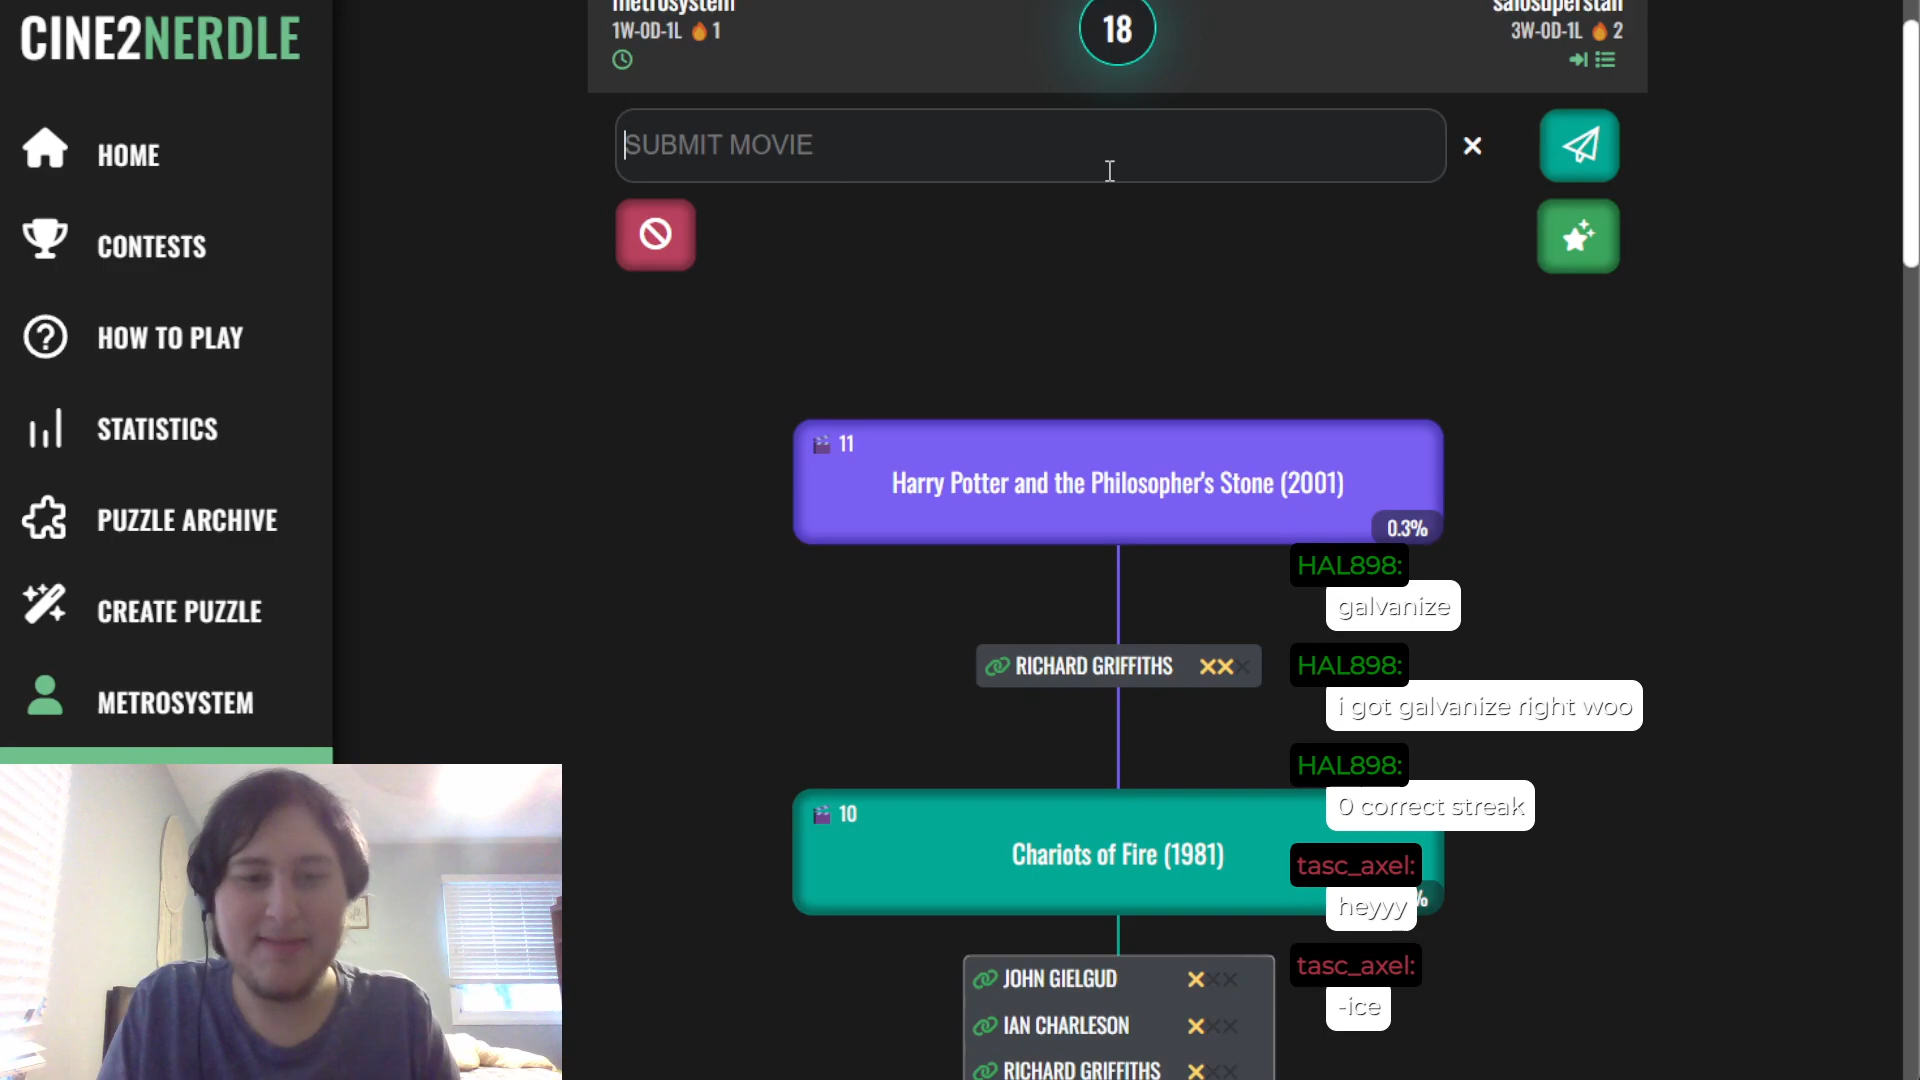 CINE2NERDLE
HOME
CONTESTS
HOW TO PLAY
STATISTICS
PUZZLE ARCHIVE
CREATE PUZZLE
METROSYSTEM
metrosystem
1W-0D-1L 1
18
salosuperstan
3W-0D-1L 2
SUBMIT MOVIE
11
Harry Potter and the Philosopher's Stone (2001)
0.3%
RICHARD GRIFFITHS
10
Chariots of Fire (1981)
%
JOHN GIELGUD
IAN CHARLESON
RICHARD GRIFFITHS
HAL898:
galvanize
HAL898:
i got galvanize right woo
HAL898:
0 correct streak
tasc_axel:
heyyy
tasc_axel:
-ice